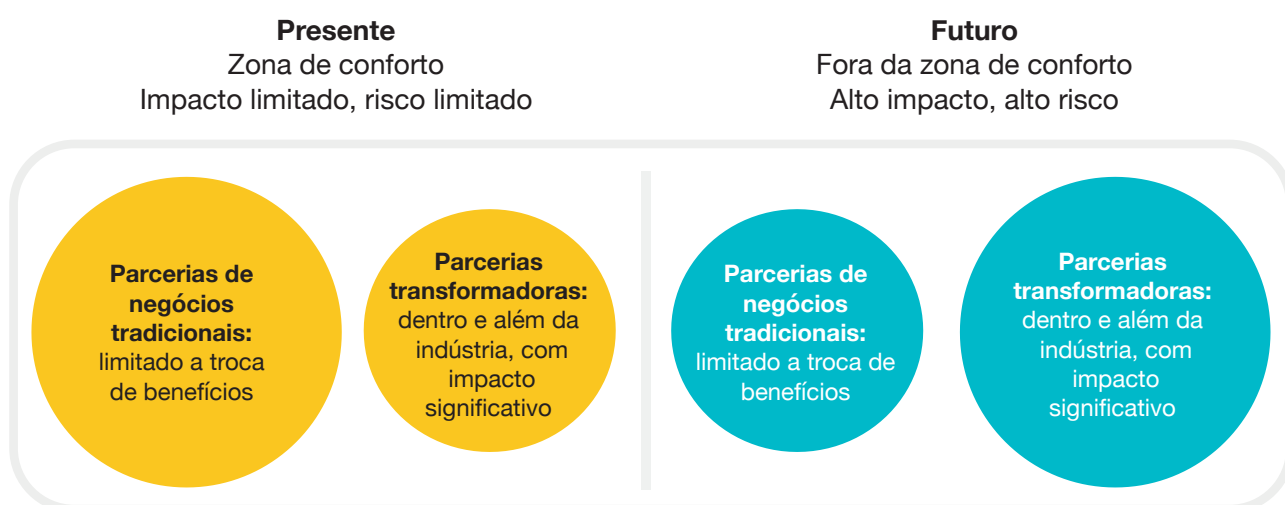 Presente
Zona de conforto
Impacto limitado, risco limitado
Futuro
Fora da zona de conforto
Alto impacto, alto risco
Parcerias de
negócios
tradicionais:
limitado a troca
de benefícios
Parcerias
transformadoras:
dentro e além da
indústria, com
impacto
significativo
Parcerias de
negócios
tradicionais:
limitado a troca de
benefícios
Parcerias
transformadoras:
dentro e além da
indústria, com
impacto
significativo